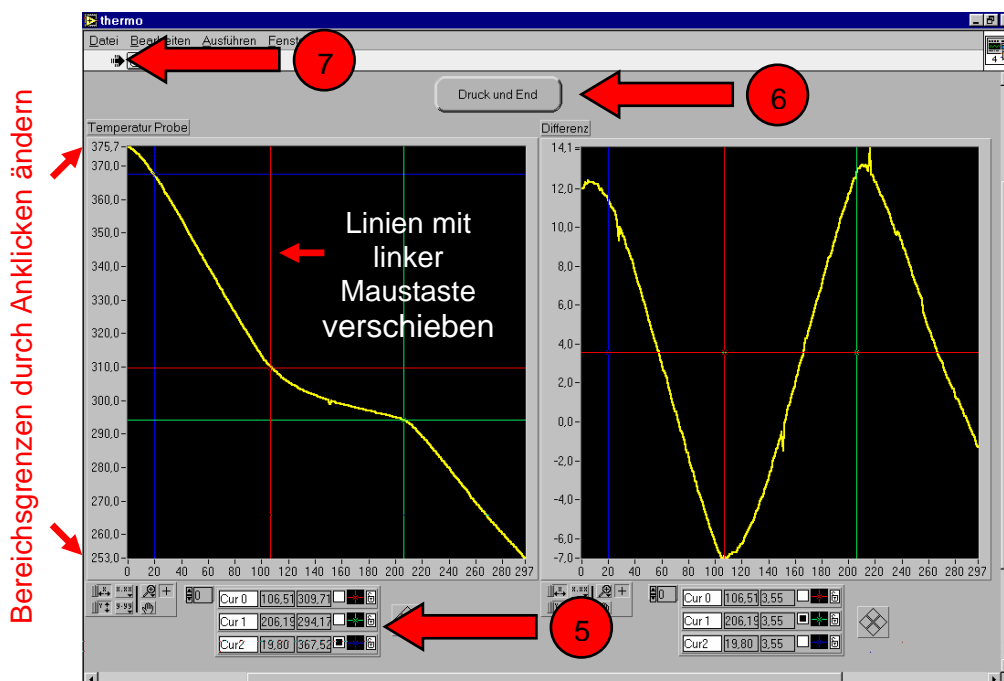 thermo
Datei Bearbeiten Ausführen Fenst
7
4
Druck und End
6
Bereichsgrenzen durch Anklicken ändern
Temperatur Probe
375,7
370,0
360,0
350,0
340,0
330,0
320,0
310,0
300,0
290,0
280,0
270,0
260,0
253,0
0 20 40 60 80 100 120 140 160 180 200 220 240 260 280 297
Linien mit
linker
Maustaste
verschieben
Differenz
14,1
12,0
10,0
8,0
6,0
4,0
2,0
0,0
-2,0
-4,0
-6,0
-7,0
0 20 40 60 80 100 120 140 160 180 200 220 240 260 280 297
0
Cur 0 106,51 309,71
Cur 1 206,19 294,17
Cur2 19,80 367,52
5
0
Cur 0 106,51 3,55
Cur 1 206,19 3,55
Cur2 19,80 3,55